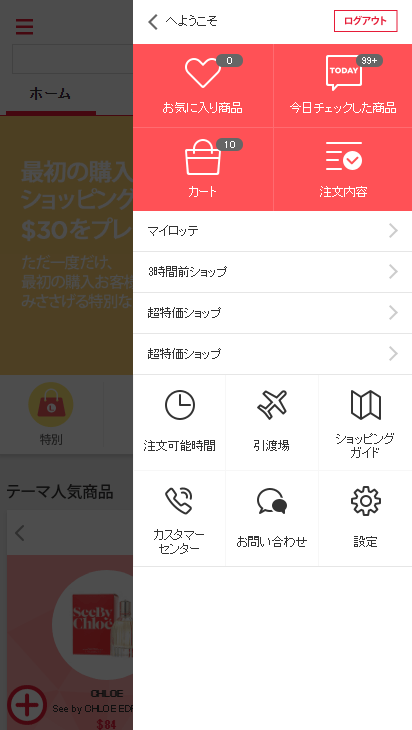 へようこそ
ログアウト
0
99+
TODAY
お気に入り商品
今日チェックした商品
10
カート
注文内容
マイロッテ
3時間前ショップ
超特価ショップ
超特価ショップ
注文可能時間
引渡場
ショッピング
ガイド
カスタマー
センター
お問い合わせ
設定
ホーム
最初の購入
ショッピング
$30をプレ
ただ一度だけ、
最初の購入お客様
みささげる特別な
特別
テーマ人気商品
See By
Chloé
CHLOE
See by CHLOE EDP
$84